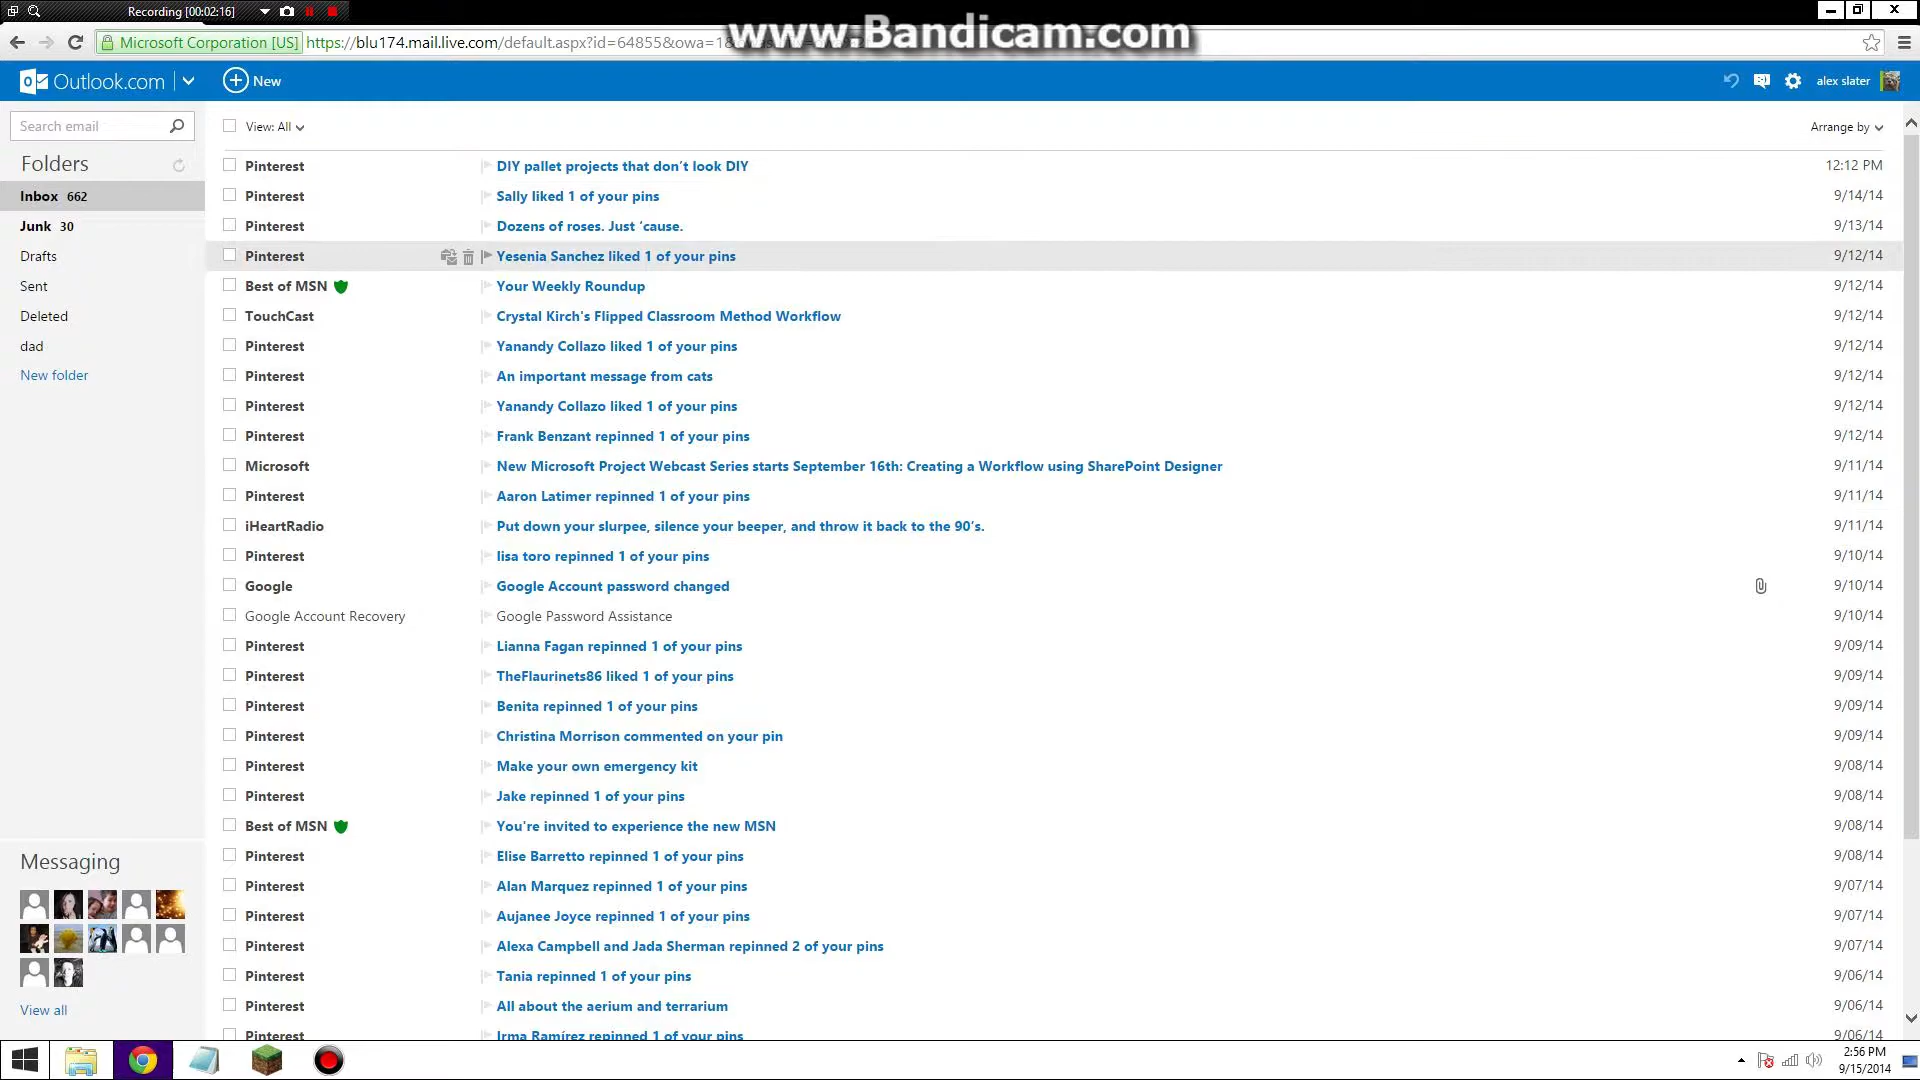 Recording [00:02:16]
www.Bandicam.com
Microsoft Corporation [US] https://blu174.mail.live.com/default.aspx?id=64855&owa=1&
Outlook.com
New
alex slater
Search email
View: All
Arrange by
Folders
Inbox 662
Junk 30
Drafts
Sent
Deleted
dad
New folder
Pinterest DIY pallet projects that don't look DIY 12:12 PM
Pinterest Sally liked 1 of your pins 9/14/14
Pinterest Dozens of roses. Just 'cause. 9/13/14
Pinterest Yesenia Sanchez liked 1 of your pins 9/12/14
Best of MSN Your Weekly Roundup 9/12/14
TouchCast Crystal Kirch's Flipped Classroom Method Workflow 9/12/14
Pinterest Yanandy Collazo liked 1 of your pins 9/12/14
Pinterest An important message from cats 9/12/14
Pinterest Yanandy Collazo liked 1 of your pins 9/12/14
Pinterest Frank Benzant repinned 1 of your pins 9/12/14
Microsoft New Microsoft Project Webcast Series starts September 16th: Creating a Workflow using SharePoint Designer 9/11/14
Pinterest Aaron Latimer repinned 1 of your pins 9/11/14
iHeartRadio Put down your slurpee, silence your beeper, and throw it back to the 90's. 9/11/14
Pinterest lisa toro repinned 1 of your pins 9/10/14
Google Google Account password changed 9/10/14
Google Account Recovery Google Password Assistance 9/10/14
Pinterest Lianna Fagan repinned 1 of your pins 9/09/14
Pinterest TheFlaurinets86 liked 1 of your pins 9/09/14
Pinterest Benita repinned 1 of your pins 9/09/14
Pinterest Christina Morrison commented on your pin 9/09/14
Pinterest Make your own emergency kit 9/08/14
Pinterest Jake repinned 1 of your pins 9/08/14
Best of MSN You're invited to experience the new MSN 9/08/14
Pinterest Elise Barretto repinned 1 of your pins 9/08/14
Pinterest Alan Marquez repinned 1 of your pins 9/07/14
Pinterest Aujanee Joyce repinned 1 of your pins 9/07/14
Pinterest Alexa Campbell and Jada Sherman repinned 2 of your pins 9/07/14
Pinterest Tania repinned 1 of your pins 9/06/14
Pinterest All about the aerium and terrarium 9/06/14
Pinterest Irma Ramírez repinned 1 of your pins 9/06/14
Messaging
View all
2:56 PM
9/15/2014